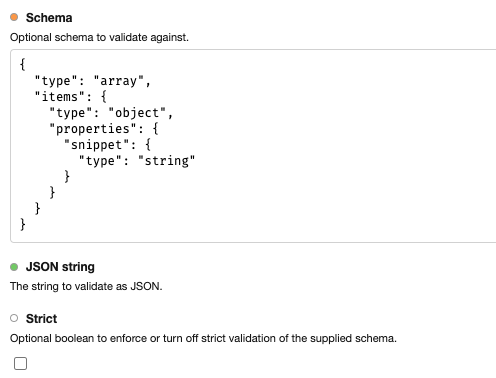 Schema
Optional schema to validate against.
{
  "type": "array",
  "items": {
    "type": "object",
    "properties": {
      "snippet": {
        "type": "string"
      }
    }
  }
}
JSON string
The string to validate as JSON.
Strict
Optional boolean to enforce or turn off strict validation of the supplied schema.